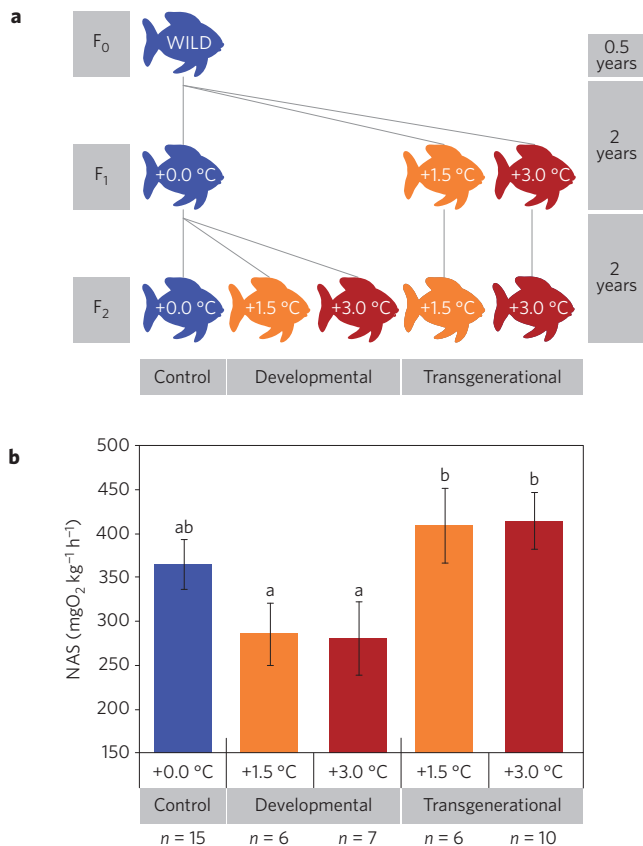 a
F₀
WILD
0.5
years
F₁
+0.0 °C
+1.5 °C
+3.0 °C
2
years
F₂
+0.0 °C
+1.5 °C
+3.0 °C
+1.5 °C
+3.0 °C
2
years
Control
Developmental
Transgenerational
b
NAS (mgO₂ kg⁻¹ h⁻¹)
500
450
400
350
300
250
200
150
ab
a
a
b
b
+0.0 °C
+1.5 °C
+3.0 °C
+1.5 °C
+3.0 °C
Control
Developmental
Transgenerational
n = 15
n = 6
n = 7
n = 6
n = 10